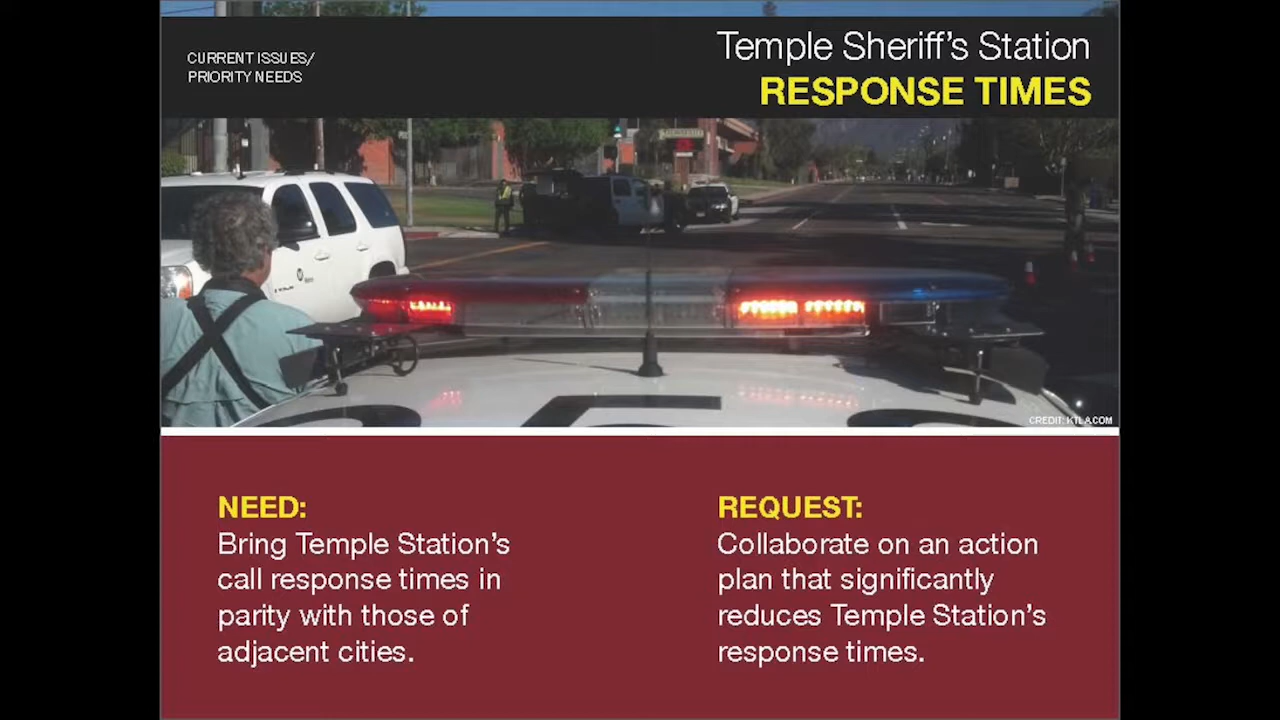 CURRENT ISSUES/
PRIORITY NEEDS
Temple Sheriff's Station
RESPONSE TIMES
CREDIT: KTLA.COM
NEED:
Bring Temple Station's
call response times in
parity with those of
adjacent cities.
REQUEST:
Collaborate on an action
plan that significantly
reduces Temple Station's
response times.